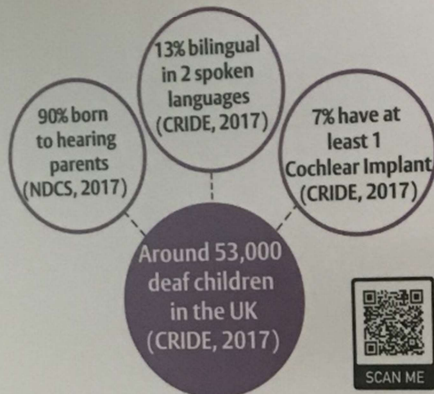 13% bilingual
in 2 spoken
languages
(CRIDE, 2017)
90% born
to hearing
parents
(NDCS, 2017)
7% have at
least 1
Cochlear Implant
(CRIDE, 2017)
Around 53,000
deaf children
in the UK
(CRIDE, 2017)
SCAN ME